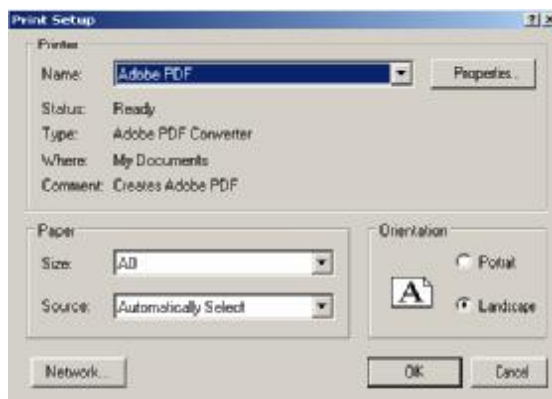 Print Setup
Printer
Name: Adobe PDF Properties..
Status: Ready
Type: Adobe PDF Converter
Where: My Documents
Comment: Creates Adobe PDF
Paper
Size: A0
Source: Automatically Select
Orientation
Portrait
A
Landscape
Network... OK Cancel